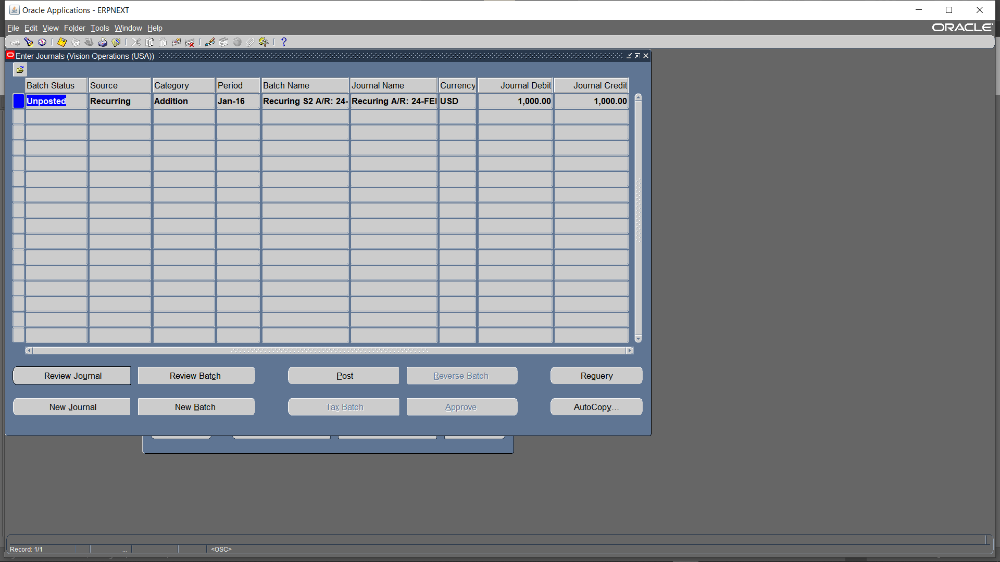 Oracle Applications - ERPNEXT
File Edit View Folder Tools Window Help
ORACLE
Enter Journals (Vision Operations (USA))
Batch Status Source Category Period Batch Name Journal Name Currency Journal Debit Journal Credit
Unposted Recurring Addition Jan-16 Recuring S2 A/R: 24- Recuring A/R: 24-FEI USD 1,000.00 1,000.00
Review Journal Review Batch Post Reverse Batch Requery
New Journal New Batch Tax Batch Approve AutoCopy...
Record: 1/1 ... <OSC>